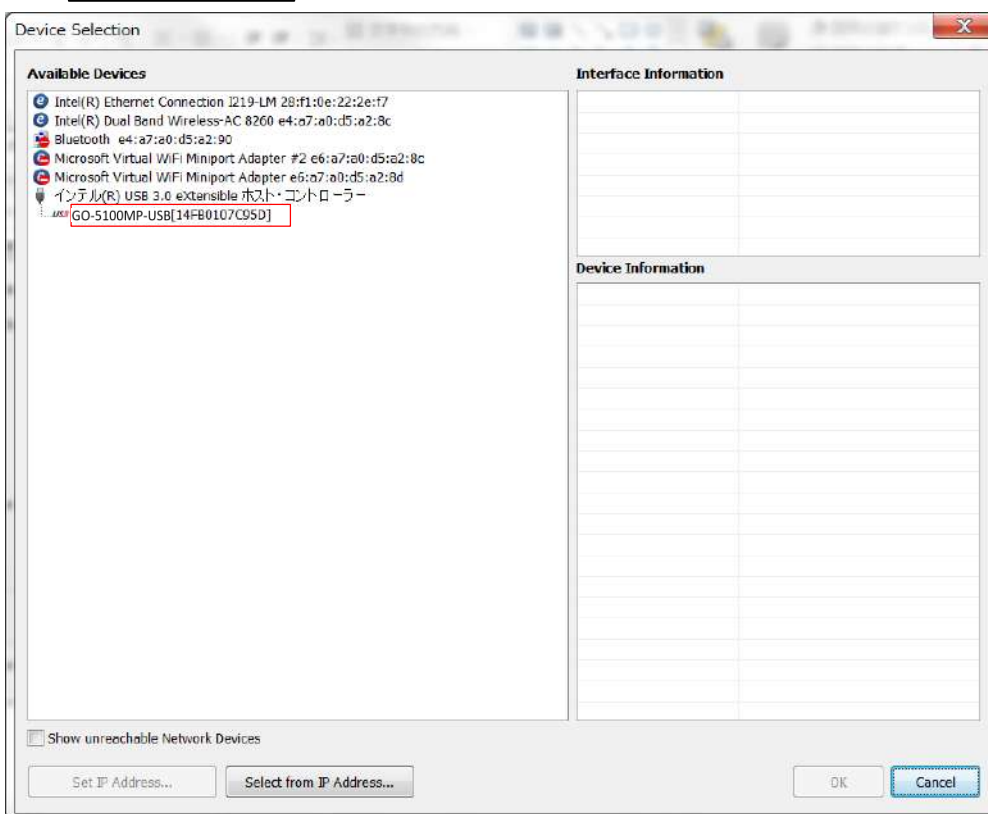 Device Selection
Available Devices
Intel(R) Ethernet Connection I219-LM 28:f1:0e:22:2e:f7
Intel(R) Dual Band Wireless-AC 8260 e4:a7:a0:d5:a2:8c
Bluetooth e4:a7:a0:d5:a2:90
Microsoft Virtual WiFi Miniport Adapter #2 e6:a7:a0:d5:a2:8c
Microsoft Virtual WiFi Miniport Adapter e6:a7:a0:d5:a2:8d
インテル(R) USB 3.0 eXtensible ホスト・コントローラー
GO-5100MP-USB[14FB0107C95D]
Interface Information
Device Information
Show unreachable Network Devices
Set IP Address...
Select from IP Address...
OK
Cancel